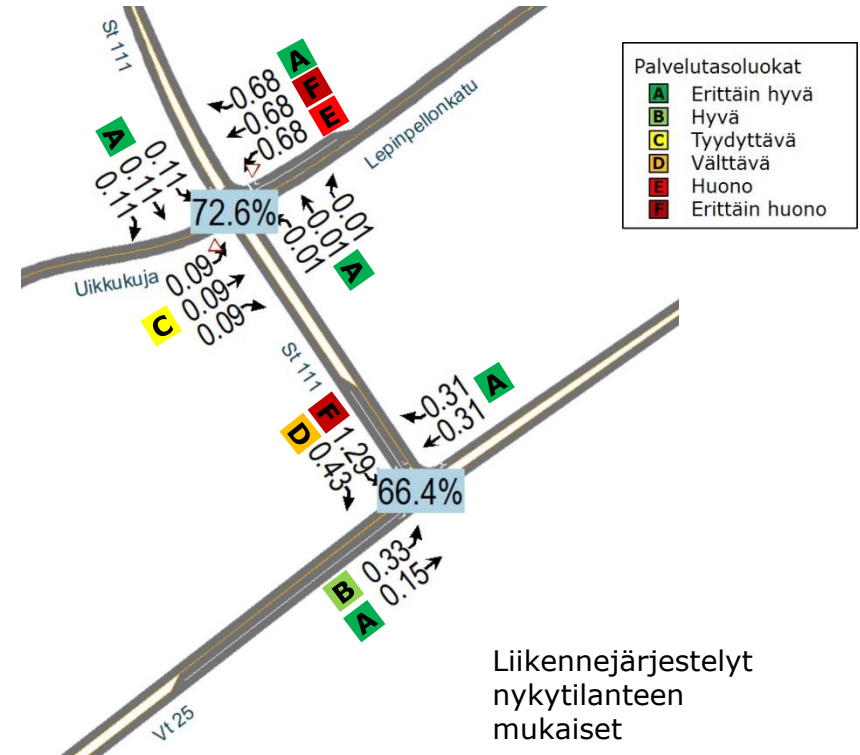 St 111
0.68
0.68
0.68
A
F
E
Lepinpellonkatu
A
0.11
0.11
0.11
72.6%
0.01
0.01
0.01
A
Uikkukuja
0.09
0.09
0.09
C
St 111
0.31
0.31
A
F
D
1.29
0.43
66.4%
B
0.33
A
0.15
Vt 25
Palvelutasoluokat
A Erittäin hyvä
B Hyvä
C Tyydyttävä
D Välttävä
E Huono
F Erittäin huono
Liikennejärjestelyt
nykytilanteen
mukaiset